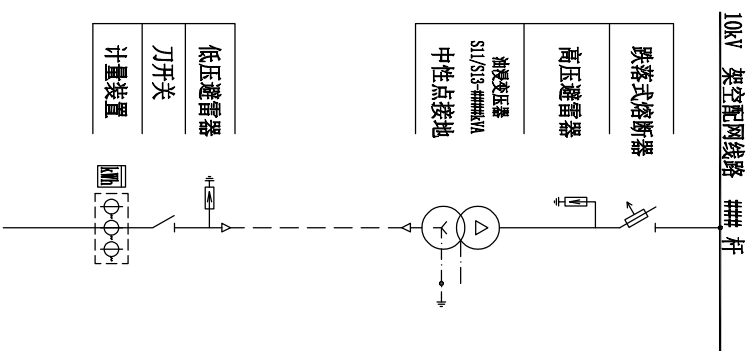 10kV 架空配网线路 ### 杆
跌落式熔断器
高压避雷器
油浸变压器
S11/S13-###kVA
中性点接地
低压避雷器
刀开关
计量装置
kWh